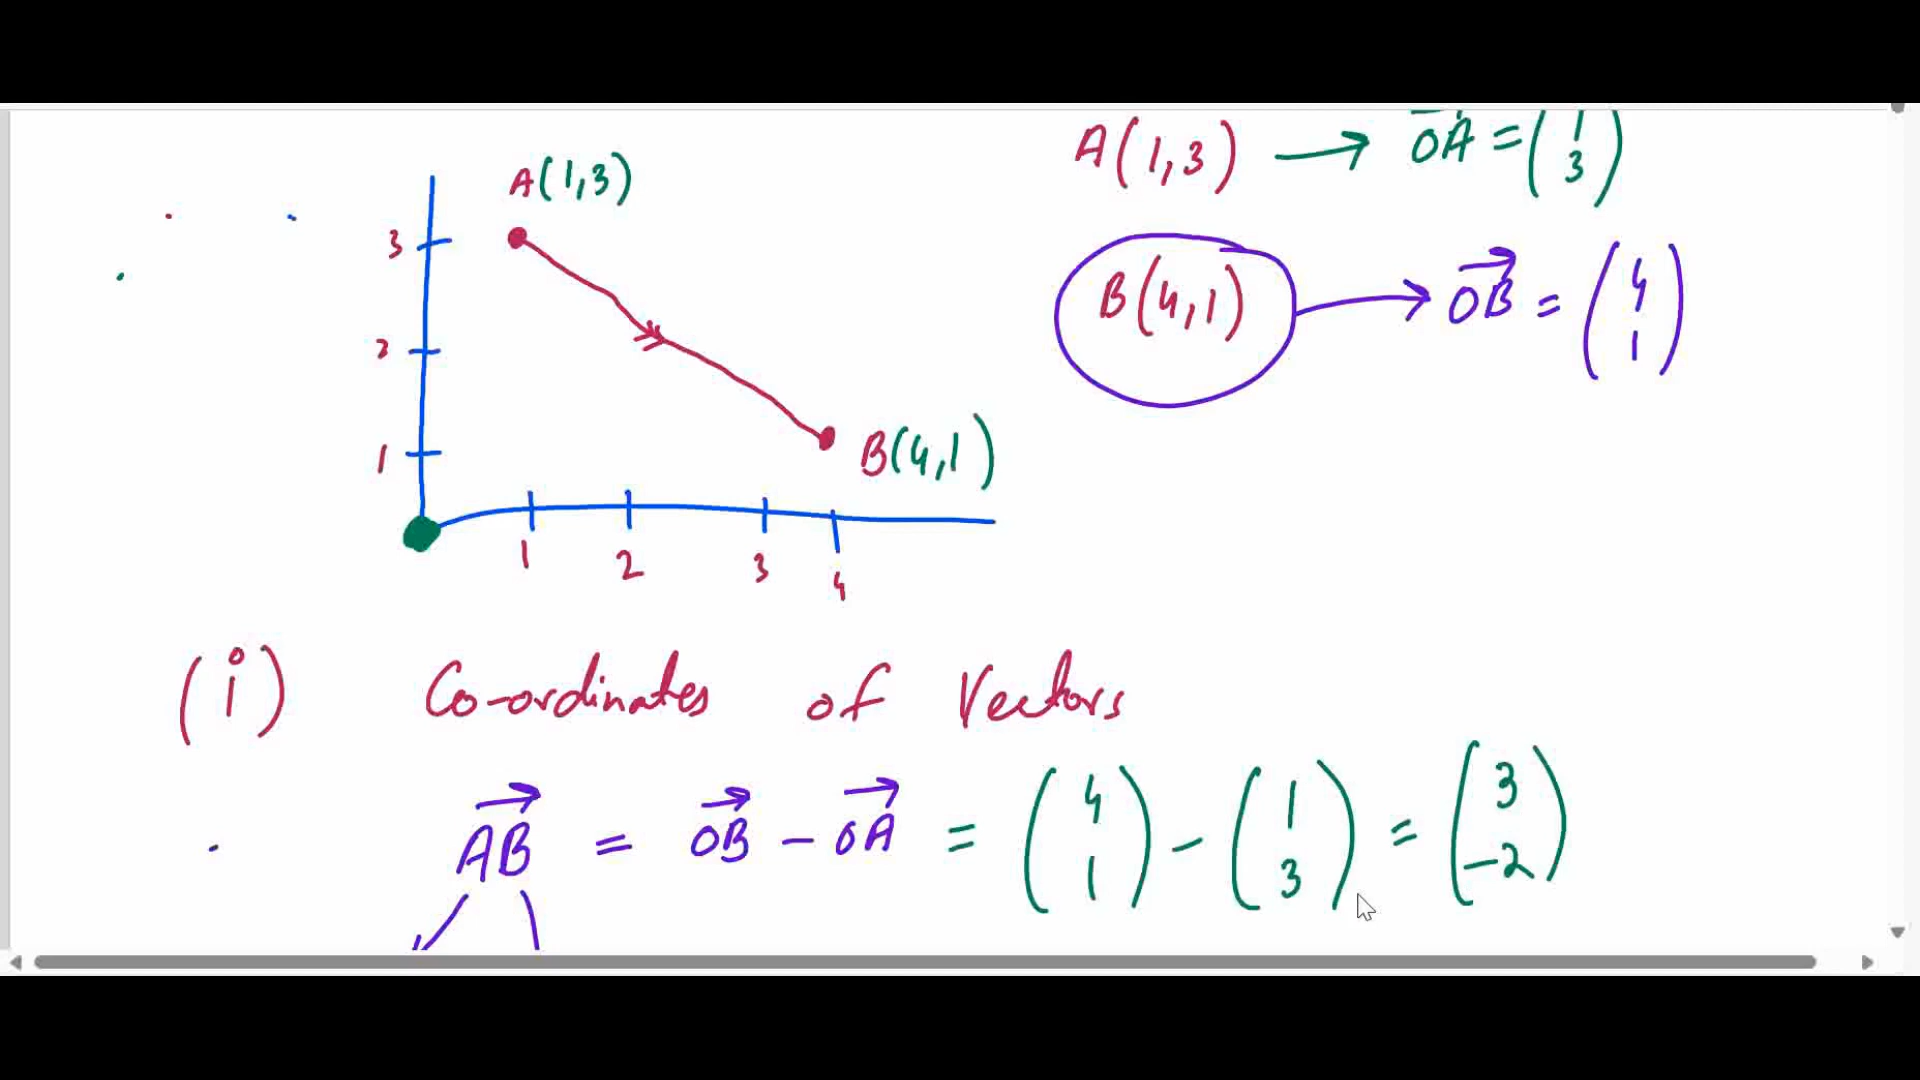 A(1,3) → OA = (1 3)
A(1,3)
3
B(4,1) → OB = (4 1)
2
1
B(4,1)
1 2 3 4
(i) Co-ordinates of Vectors
AB = OB - OA = (4 1) - (1 3) = (3 -2)